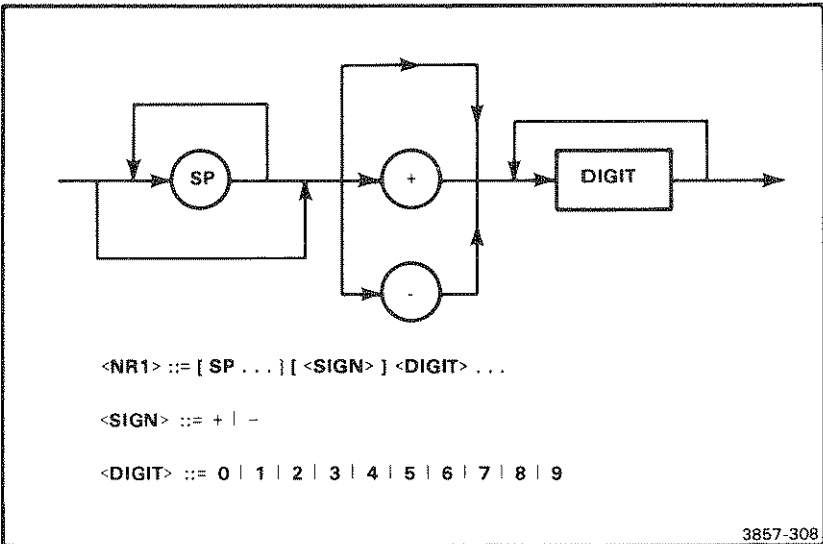 SP
+
DIGIT
-
<NR1> ::= [ SP . . . ] [ <SIGN> ] <DIGIT> . . .
<SIGN> ::= + | -
<DIGIT> ::= 0 | 1 | 2 | 3 | 4 | 5 | 6 | 7 | 8 | 9
3857-308